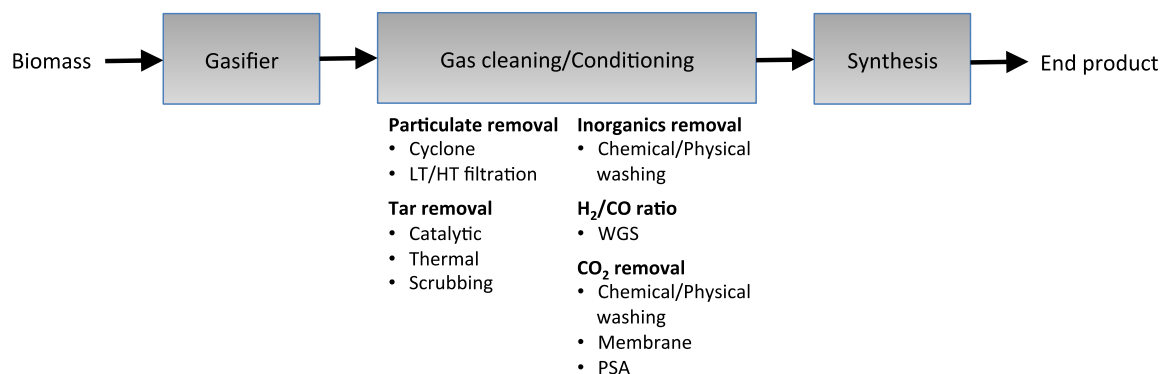 Biomass
Gasifier
Gas cleaning/Conditioning
Synthesis
End product
Particulate removal
• Cyclone
• LT/HT filtration
Tar removal
• Catalytic
• Thermal
• Scrubbing
Inorganics removal
• Chemical/Physical
washing
H₂/CO ratio
• WGS
CO₂ removal
• Chemical/Physical
washing
• Membrane
• PSA